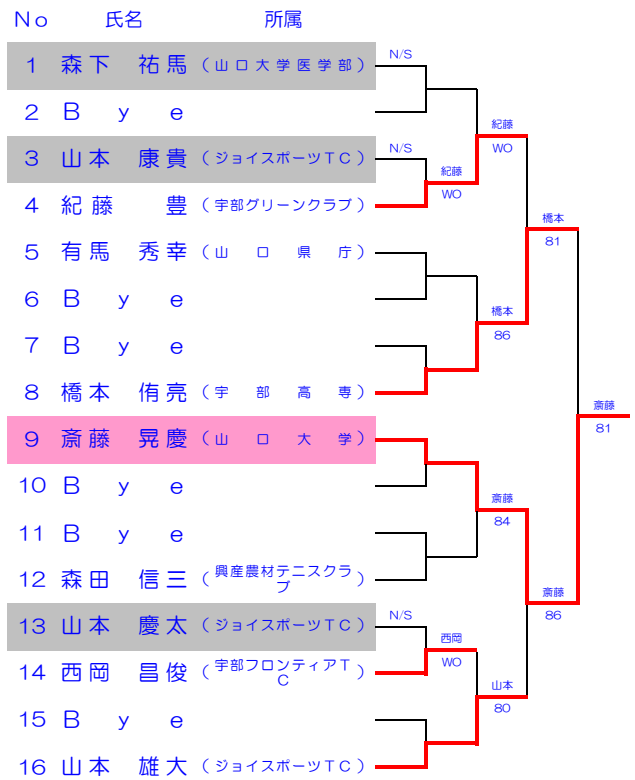 No 氏名 所属
1 森下 祐馬 (山口大学医学部) N/S
2 Bye
紀藤
WO
3 山本 康貴 (ジョイスポーツTC) N/S
紀藤
WO
4 紀藤 豊 (宇部グリーンクラブ)
橋本
81
5 有馬 秀幸 (山口県庁)
6 Bye
橋本
86
7 Bye
8 橋本 侑亮 (宇部高専)
斎藤
81
9 斎藤 晃慶 (山口大学)
10 Bye
斎藤
84
11 Bye
12 森田 信三 (興産農材テニスクラブ)
斎藤
86
13 山本 慶太 (ジョイスポーツTC) N/S
西岡
WO
14 西岡 昌俊 (宇部フロンティアTC)
山本
80
15 Bye
16 山本 雄大 (ジョイスポーツTC)